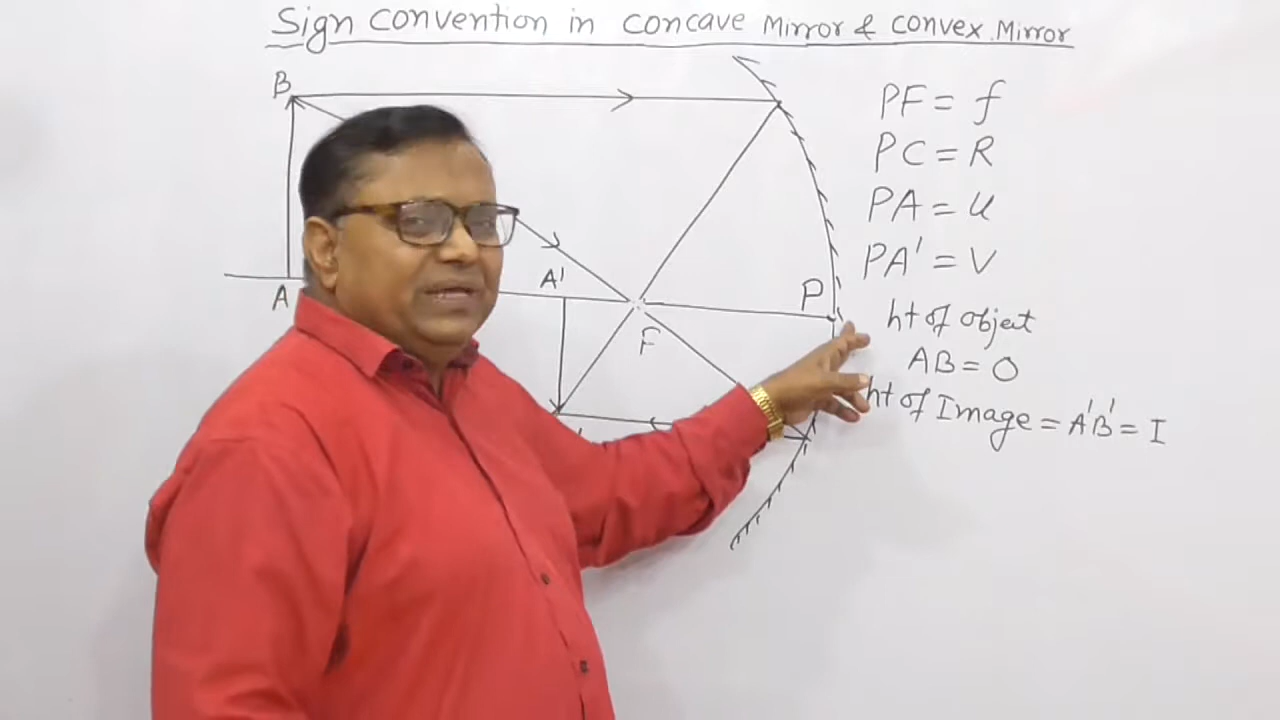 Sign Convention in Concave Mirror & Convex Mirror
B
A
A'
F
P
PF = f
PC = R
PA = u
PA' = V
ht of object
AB = O
ht of Image = A'B' = I